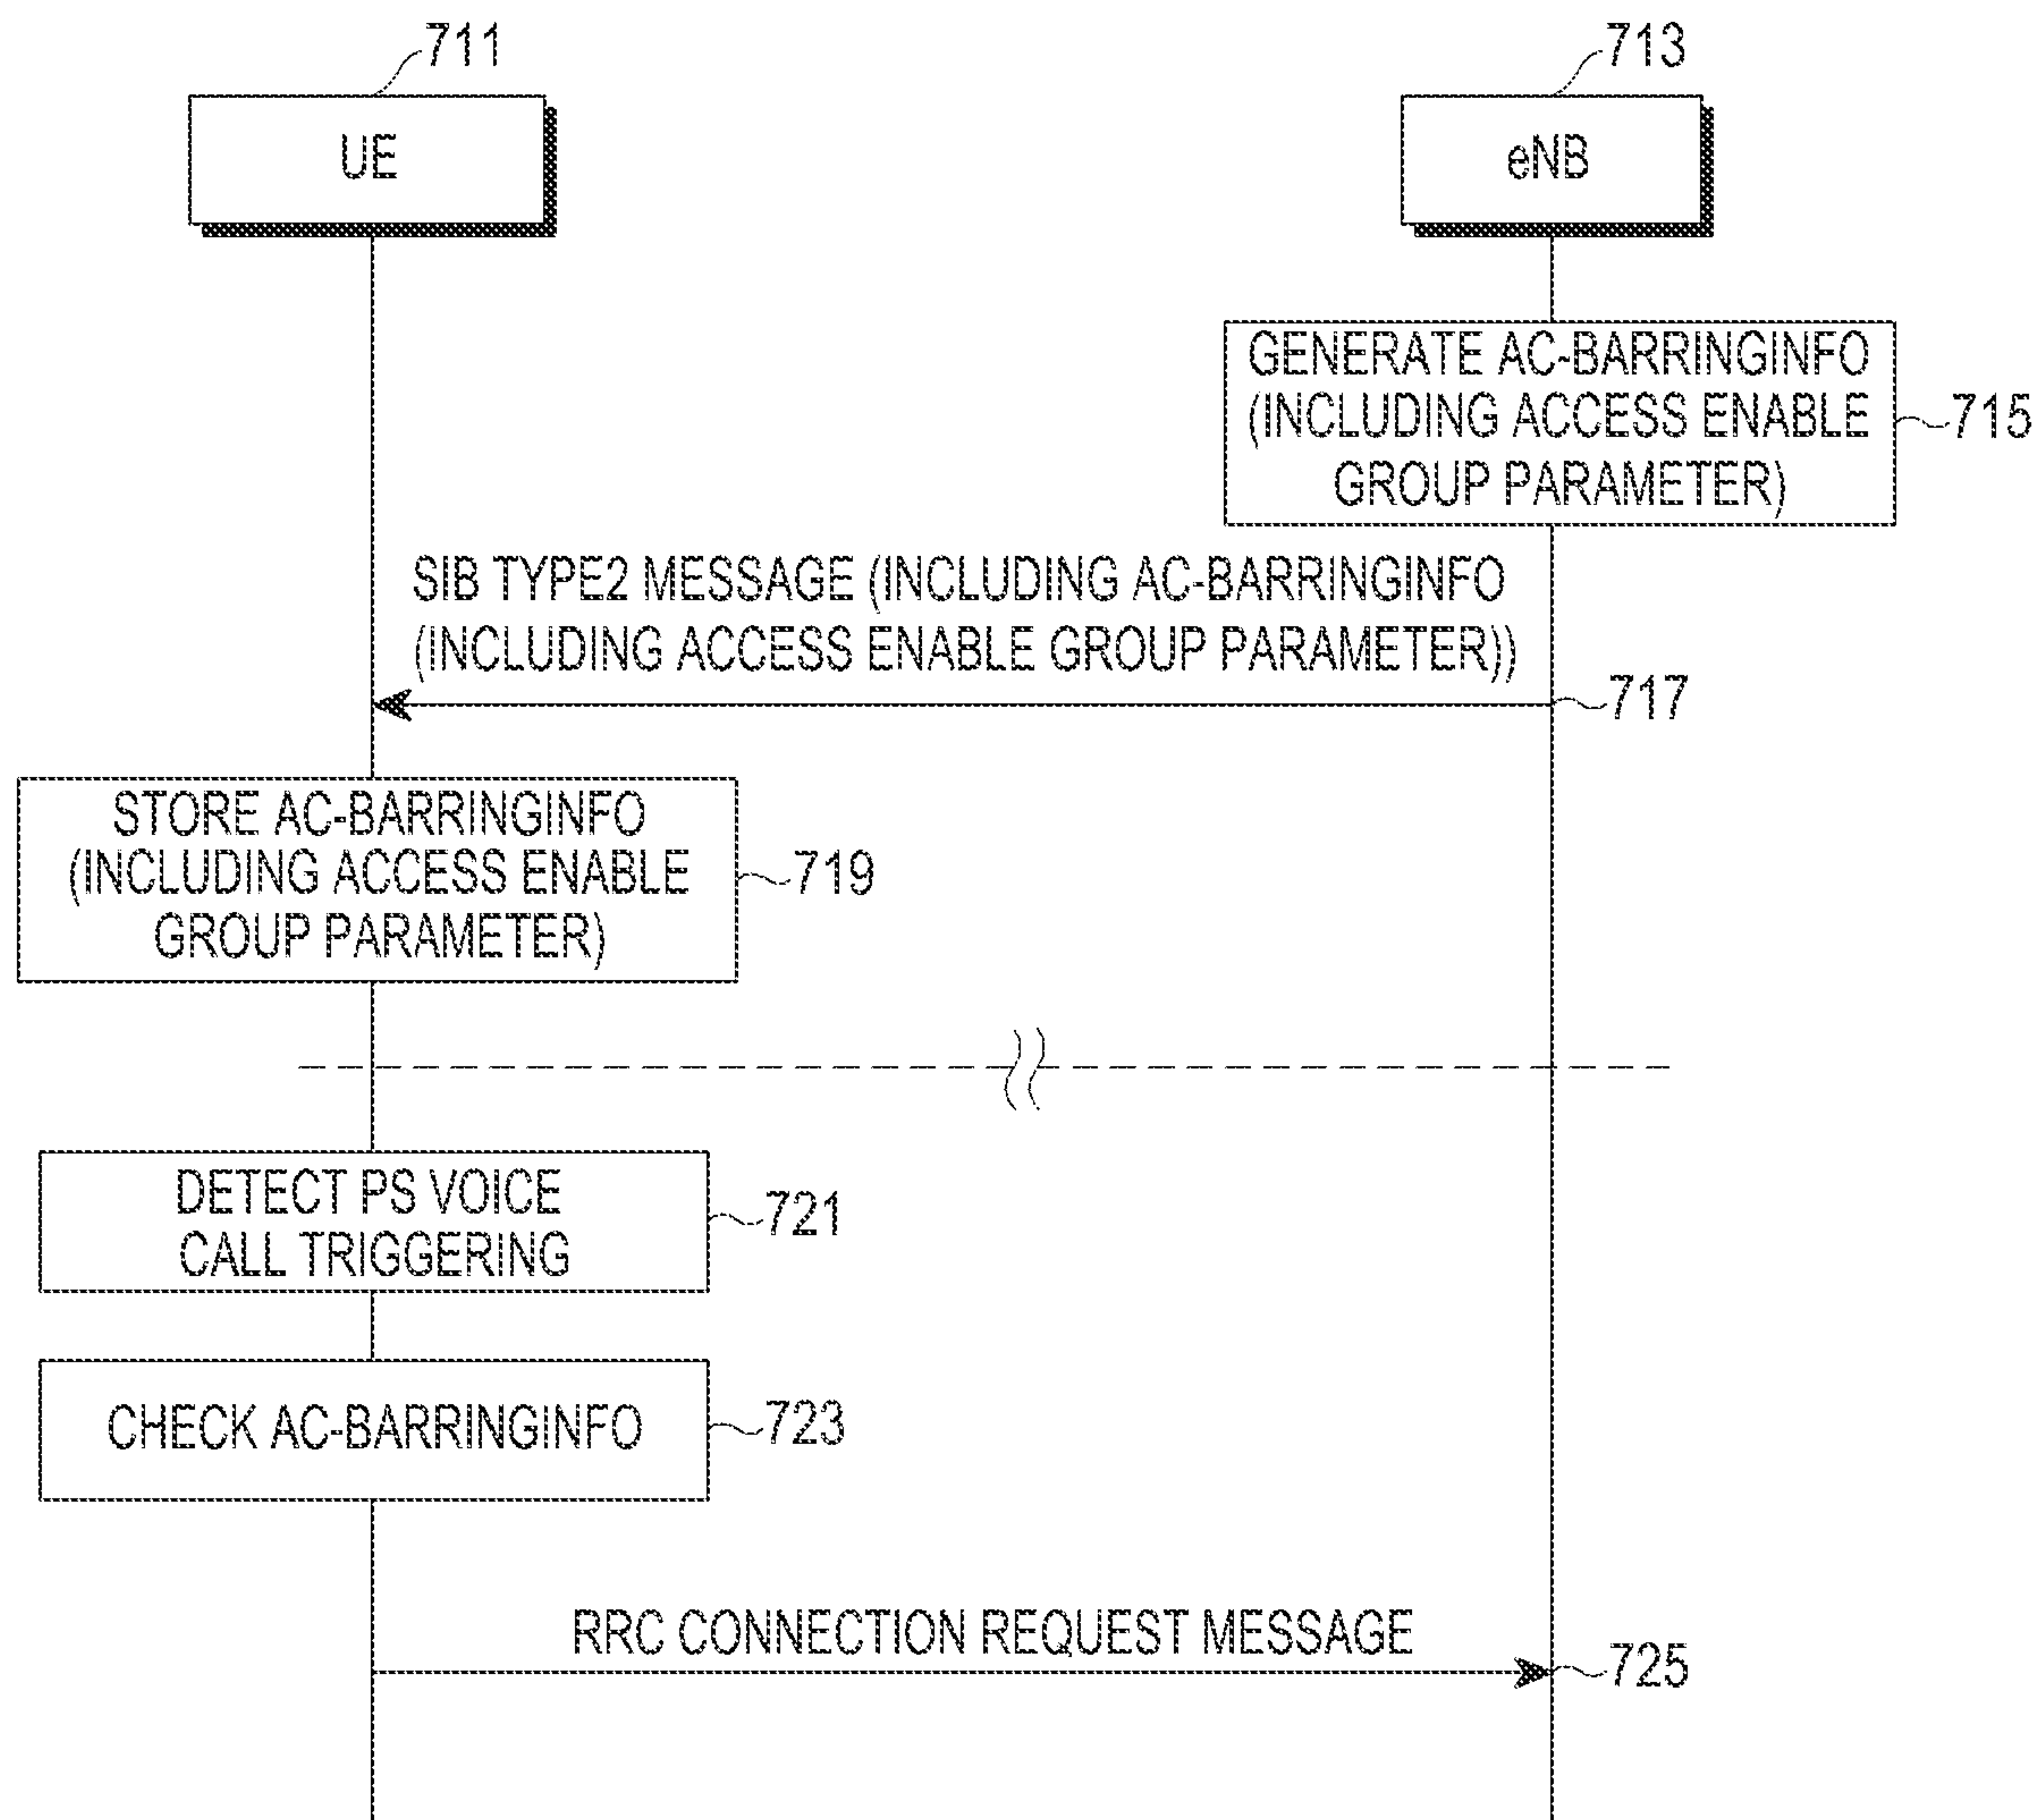 711
713
UE
eNB
GENERATE AC-BARRINGINFO
(INCLUDING ACCESS ENABLE
GROUP PARAMETER)
715
SIB TYPE2 MESSAGE (INCLUDING AC-BARRINGINFO
(INCLUDING ACCESS ENABLE GROUP PARAMETER))
717
STORE AC-BARRINGINFO
(INCLUDING ACCESS ENABLE
GROUP PARAMETER)
719
DETECT PS VOICE
CALL TRIGGERING
721
CHECK AC-BARRINGINFO
723
RRC CONNECTION REQUEST MESSAGE
725